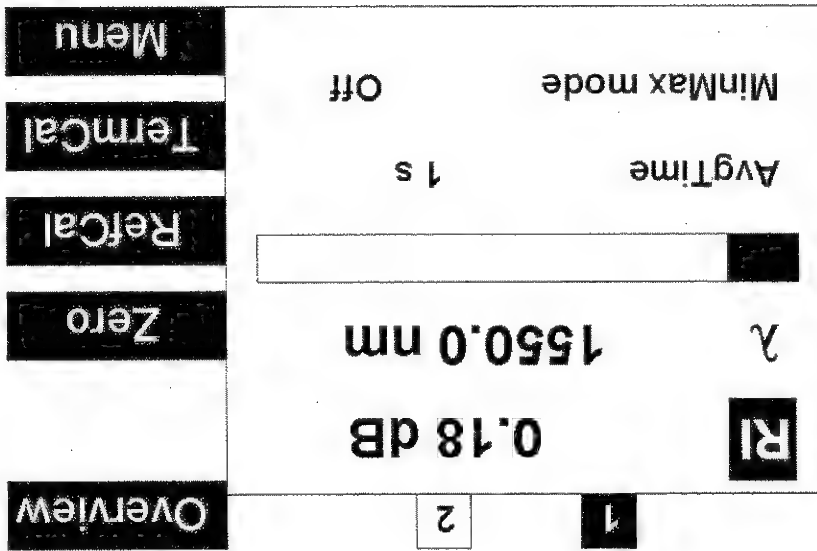 1 2 Overview
RI 0.18 dB
λ 1550.0 nm Zero
RefCal
AvgTime 1 s TermCal
MinMax mode Off Menu